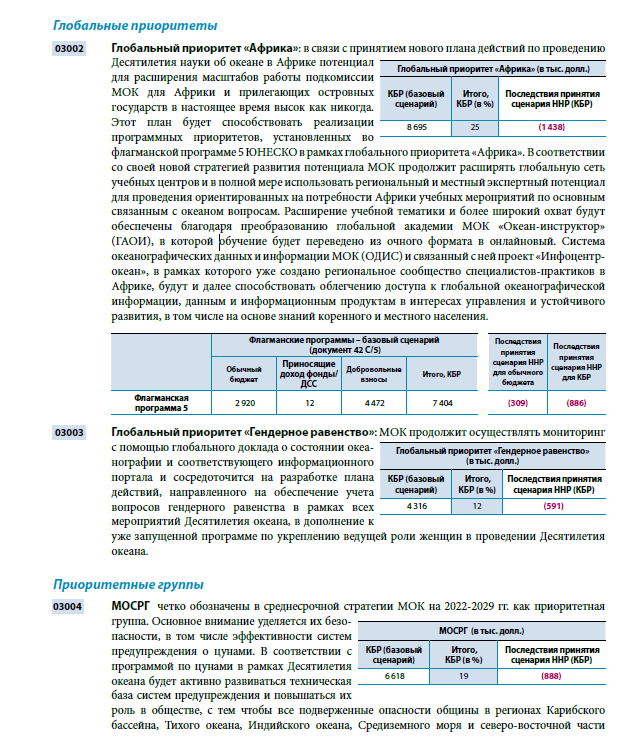 Глобальные приоритеты
03002 Глобальный приоритет «Африка»: в связи с принятием нового плана действий по проведению
Десятилетия науки об океане в Африке потенциал
для расширения масштабов работы подкомиссии
МОК для Африки и прилегающих островных
государств в настоящее время высок как никогда.
Этот план будет способствовать реализации
программных приоритетов, установленных во
Глобальный приоритет «Африка» (в тыс. долл.)
КБР (базовый сценарий) Итого, КБР (в %) Последствия принятия сценария ННР (КБР)
8 695 25 (1 438)
флагманской программе 5 ЮНЕСКО в рамках глобального приоритета «Африка». В соответствии
со своей новой стратегией развития потенциала МОК продолжит расширять глобальную сеть
учебных центров и в полной мере использовать региональный и местный экспертный потенциал
для проведения ориентированных на потребности Африки учебных мероприятий по основным
связанным с океаном вопросам. Расширение учебной тематики и более широкий охват будут
обеспечены благодаря преобразованию глобальной академии МОК «Океан-инструктор»
(ГАОИ), в которой обучение будет переведено из очного формата в онлайновый. Система
океанографических данных и информации МОК (ОДИС) и связанный с ней проект «Инфоцентр-
океан», в рамках которого уже создано региональное сообщество специалистов-практиков в
Африке, будут и далее способствовать облегчению доступа к глобальной океанографической
информации, данным и информационным продуктам в интересах управления и устойчивого
развития, в том числе на основе знаний коренного и местного населения.
Флагманские программы – базовый сценарий
(документ 42 C/5)
Обычный бюджет Приносящие доход фонды/ДСС Добровольные взносы Итого, КБР
Последствия принятия сценария ННР для обычного бюджета
Последствия принятия сценария ННР для КБР
Флагманская программа 5 2 920 12 4 472 7 404 (309) (886)
03003 Глобальный приоритет «Гендерное равенство»: МОК продолжит осуществлять мониторинг
с помощью глобального доклада о состоянии океа-
нографии и соответствующего информационного
портала и сосредоточится на разработке плана
действий, направленного на обеспечение учета
вопросов гендерного равенства в рамках всех
мероприятий Десятилетия океана, в дополнение к
Глобальный приоритет «Гендерное равенство»
(в тыс. долл.)
КБР (базовый сценарий) Итого, КБР (в %) Последствия принятия сценария ННР (КБР)
4 316 12 (591)
уже запущенной программе по укреплению ведущей роли женщин в проведении Десятилетия
океана.
Приоритетные группы
03004 МОСРГ четко обозначены в среднесрочной стратегии МОК на 2022-2029 гг. как приоритетная
группа. Основное внимание уделяется их безо-
пасности, в том числе эффективности систем
предупреждения о цунами. В соответствии с
программой по цунами в рамках Десятилетия
океана будет активно развиваться техническая
база систем предупреждения и повышаться их
МОСРГ (в тыс. долл.)
КБР (базовый сценарий) Итого, КБР (в %) Последствия принятия сценария ННР (КБР)
6 618 19 (888)
роль в обществе, с тем чтобы все подверженные опасности общины в регионах Карибского
бассейна, Тихого океана, Индийского океана, Средиземного моря и северо-восточной части